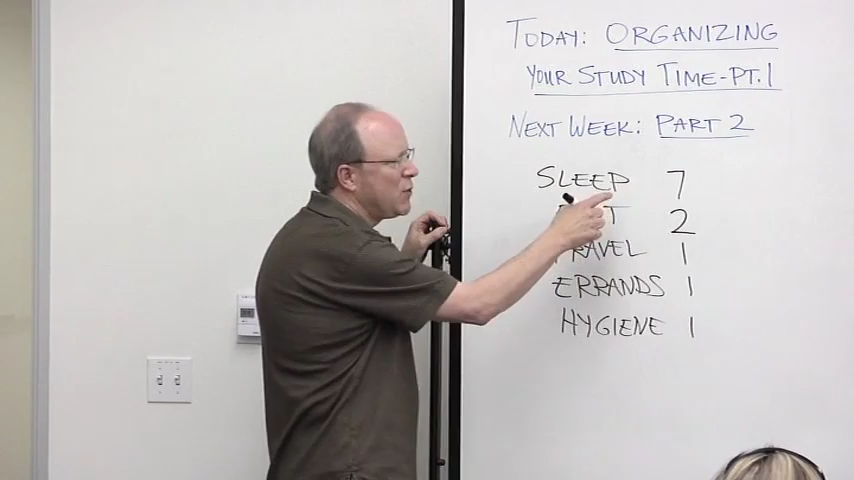 TODAY: ORGANIZING
YOUR STUDY TIME-PT.1
NEXT WEEK: PART 2
SLEEP 7
2
TRAVEL 1
ERRANDS 1
HYGIENE 1